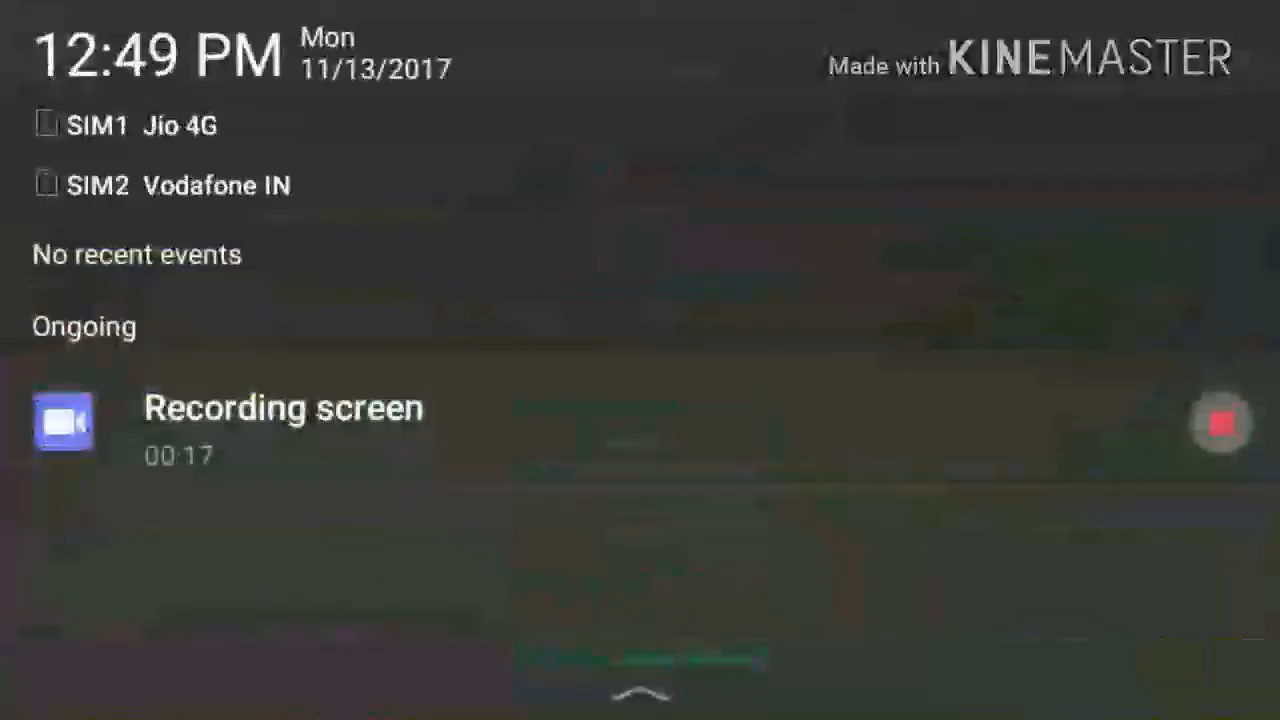 12:49 PM Mon
11/13/2017
Made with KINEMASTER
SIM1 Jio 4G
SIM2 Vodafone IN
No recent events
Ongoing
Recording screen
00:17